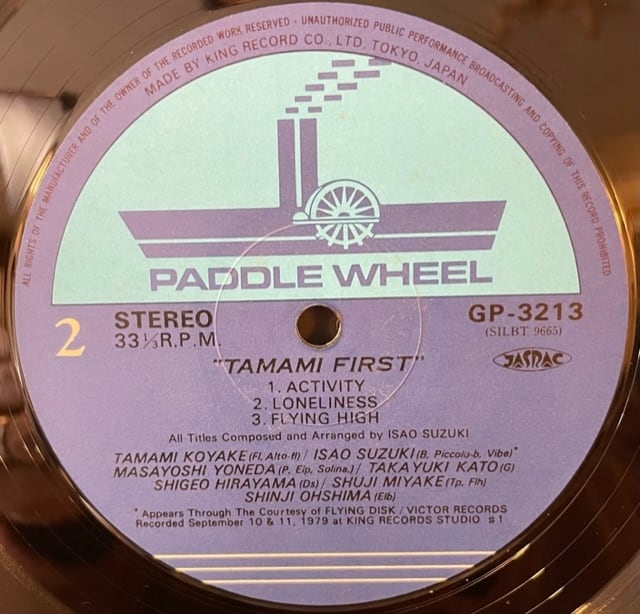 ALL RIGHTS OF THE MANUFACTURER AND OF THE OWNER OF THE RECORDED WORK RESERVED · UNAUTHORIZED PUBLIC PERFORMANCE BROADCASTING AND COPYING OF THIS RECORD PROHIBITED
MADE BY KING RECORD CO., LTD. TOKYO, JAPAN
PADDLE WHEEL
2
STEREO
33⅓R.P.M.
GP-3213
(SILBT 9665)
JASRAC
"TAMAMI FIRST"
1. ACTIVITY
2. LONELINESS
3. FLYING HIGH
All Titles Composed and Arranged by ISAO SUZUKI
TAMAMI KOYAKE (Fl, Alto-fl) / ISAO SUZUKI (B, Piccolo-b, Vibe)*
MASAYOSHI YONEDA (P. Eip, Solina.) / TAKAYUKI KATO (G)
SHIGEO HIRAYAMA (Ds) / SHUJI MIYAKE (Tp, Flh)
SHINJI OHSHIMA (Elb)
* Appears Through The Courtesy of FLYING DISK / VICTOR RECORDS
Recorded September 10 & 11, 1979 at KING RECORDS STUDIO #1